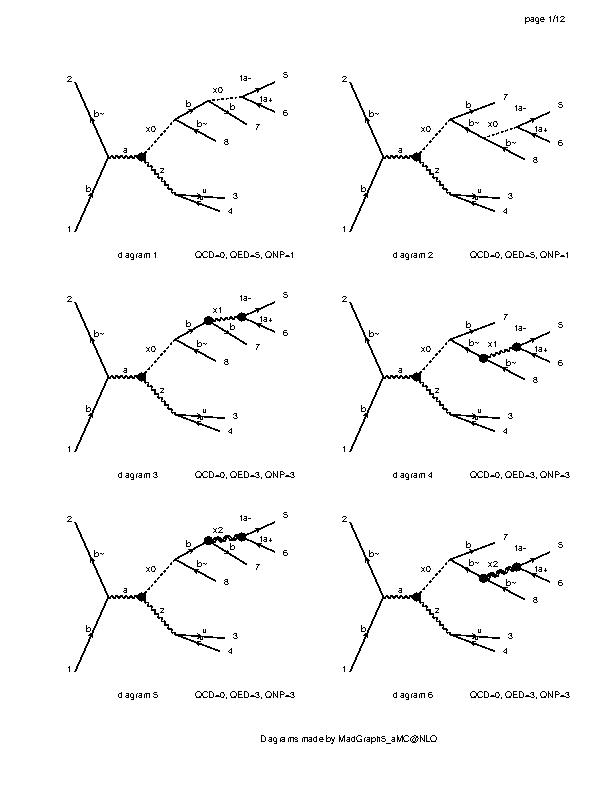 page 1/12
2 b~ b 1 a x0 z b x0 ta- ta+ 5 6 b 7 b~ 8 u 3 4
diagram 1 QCD=0, QED=5, QNP=1
2 b~ b 1 a x0 z b 7 b~ x0 ta- ta+ 5 6 b~ 8 u 3 4
diagram 2 QCD=0, QED=5, QNP=1
2 b~ b 1 a x0 z b x1 ta- ta+ 5 6 b 7 b~ 8 u 3 4
diagram 3 QCD=0, QED=3, QNP=3
2 b~ b 1 a x0 z b 7 b~ x1 ta- ta+ 5 6 b~ 8 u 3 4
diagram 4 QCD=0, QED=3, QNP=3
2 b~ b 1 a x0 z b x2 ta- ta+ 5 6 b 7 b~ 8 u 3 4
diagram 5 QCD=0, QED=3, QNP=3
2 b~ b 1 a x0 z b 7 b~ x2 ta- ta+ 5 6 b~ 8 u 3 4
diagram 6 QCD=0, QED=3, QNP=3
Diagrams made by MadGraph5_aMC@NLO